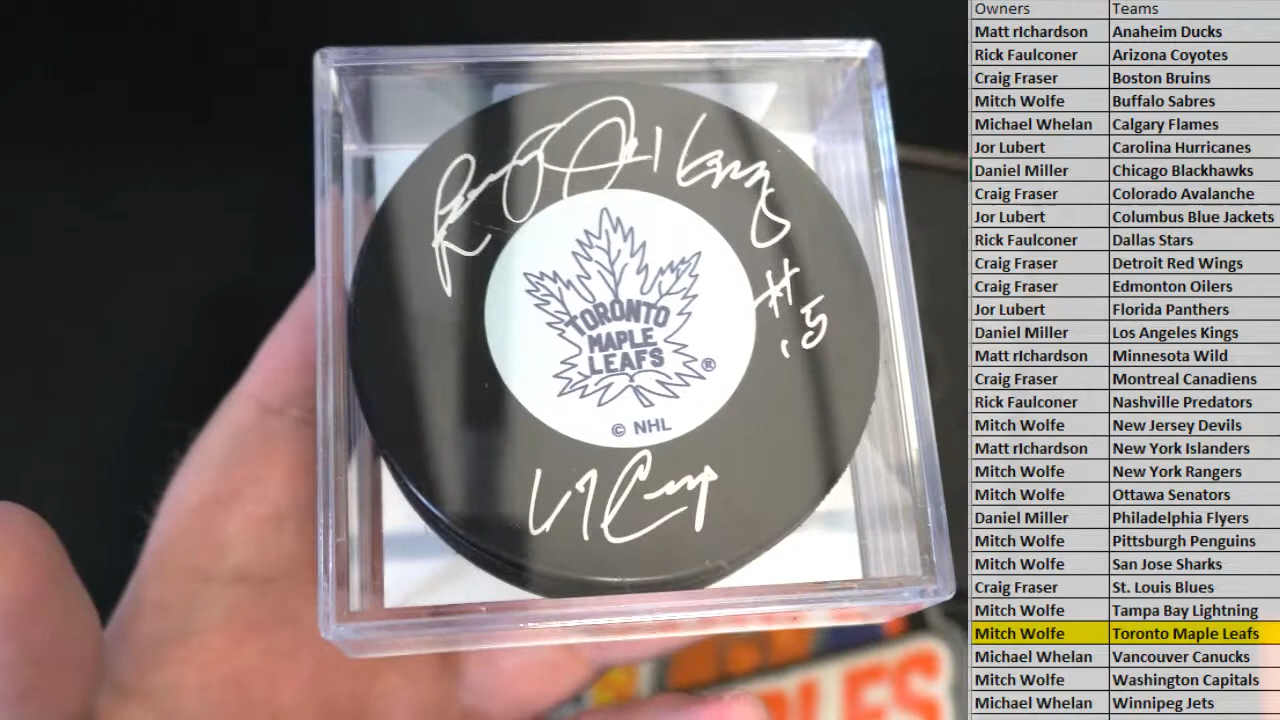 #15
TORONTO
MAPLE
LEAFS
®
© NHL
67 Cup
LES
Owners Teams
Matt rIchardson Anaheim Ducks
Rick Faulconer Arizona Coyotes
Craig Fraser Boston Bruins
Mitch Wolfe Buffalo Sabres
Michael Whelan Calgary Flames
Jor Lubert Carolina Hurricanes
Daniel Miller Chicago Blackhawks
Craig Fraser Colorado Avalanche
Jor Lubert Columbus Blue Jackets
Rick Faulconer Dallas Stars
Craig Fraser Detroit Red Wings
Craig Fraser Edmonton Oilers
Jor Lubert Florida Panthers
Daniel Miller Los Angeles Kings
Matt rIchardson Minnesota Wild
Craig Fraser Montreal Canadiens
Rick Faulconer Nashville Predators
Mitch Wolfe New Jersey Devils
Matt rIchardson New York Islanders
Mitch Wolfe New York Rangers
Mitch Wolfe Ottawa Senators
Daniel Miller Philadelphia Flyers
Mitch Wolfe Pittsburgh Penguins
Mitch Wolfe San Jose Sharks
Craig Fraser St. Louis Blues
Mitch Wolfe Tampa Bay Lightning
Mitch Wolfe Toronto Maple Leafs
Michael Whelan Vancouver Canucks
Mitch Wolfe Washington Capitals
Michael Whelan Winnipeg Jets